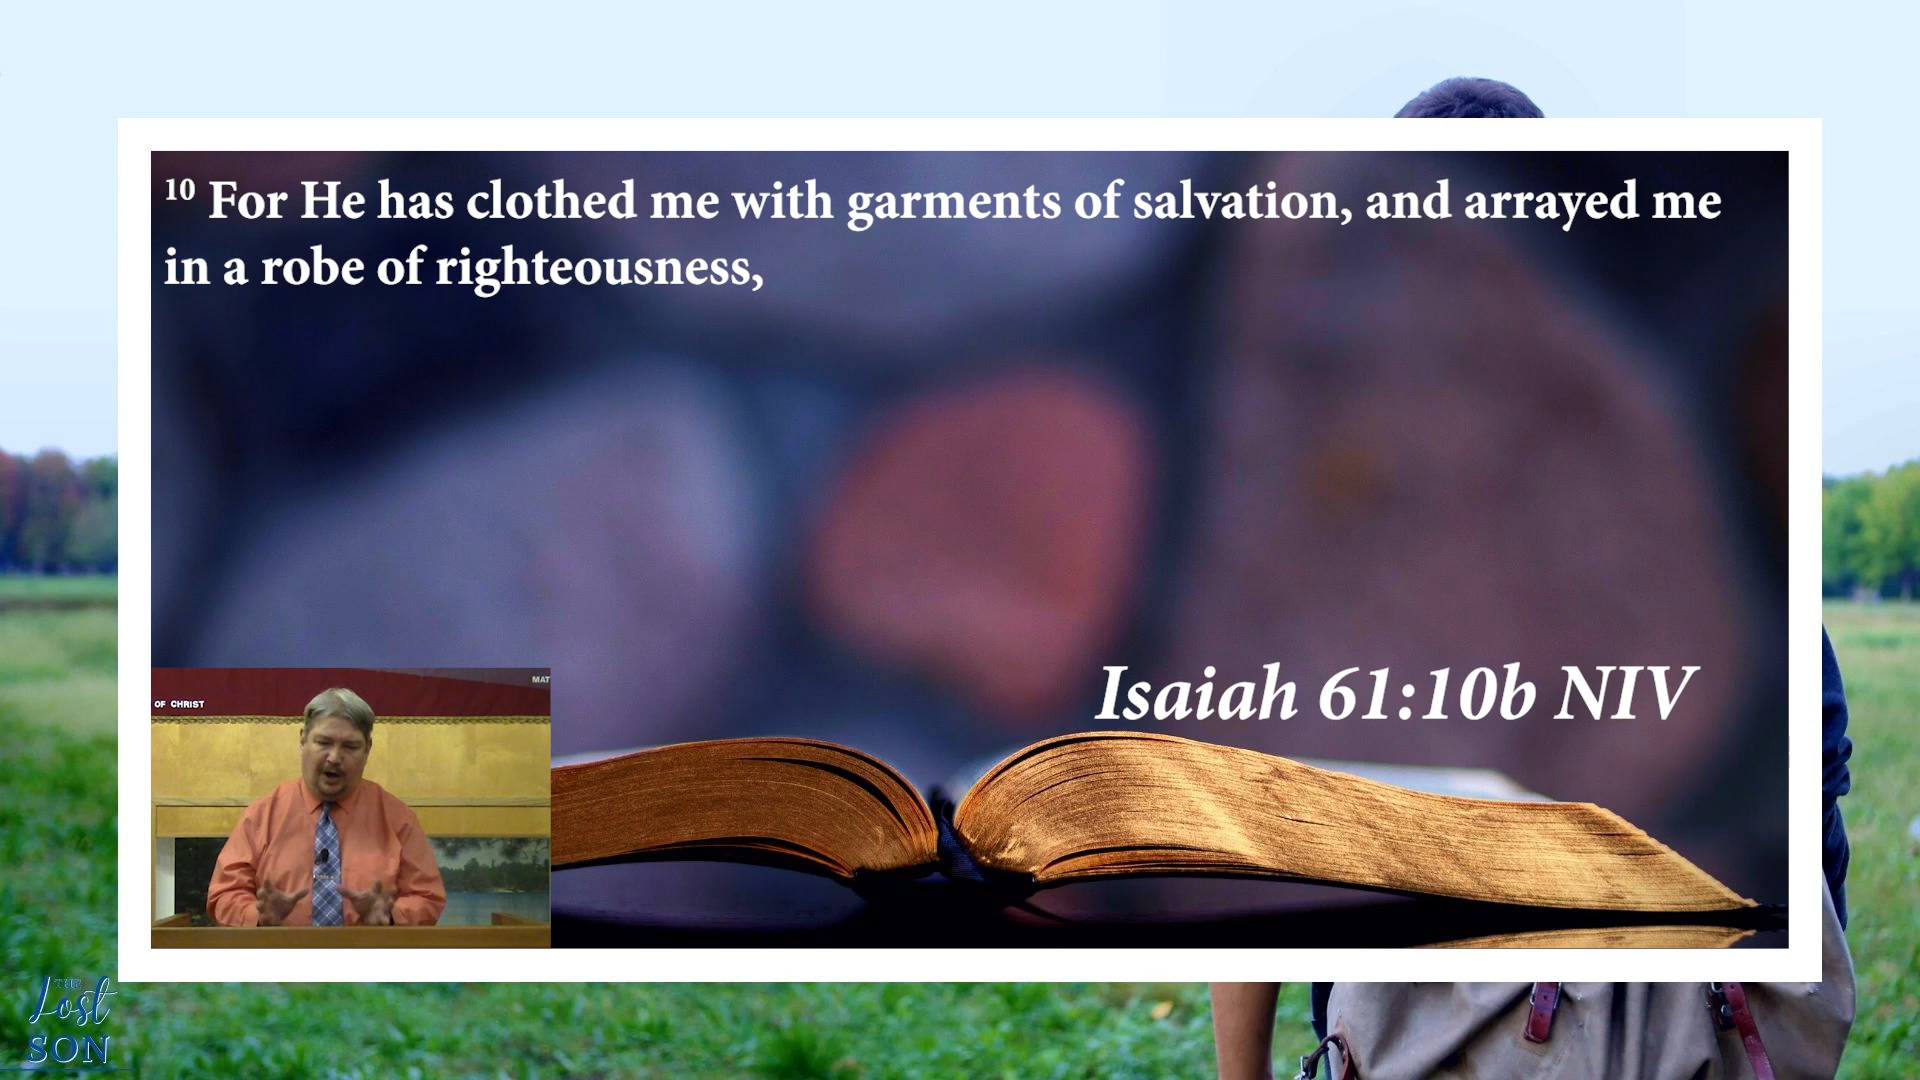 10 For He has clothed me with garments of salvation, and arrayed me
in a robe of righteousness,
Isaiah 61:10b NIV
MAT
OF CHRIST
THE
Lost
SON